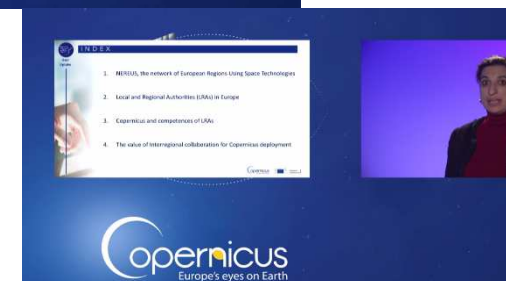 INDEX
1. NEREUS, the network of European Regions Using Space Technologies
2. Local and Regional Authorities (LRAs) in Europe
3. Copernicus and competences of LRAs
4. The value of Interregional collaboration for Copernicus deployment
Copernicus
opernicus
Europe's eyes on Earth